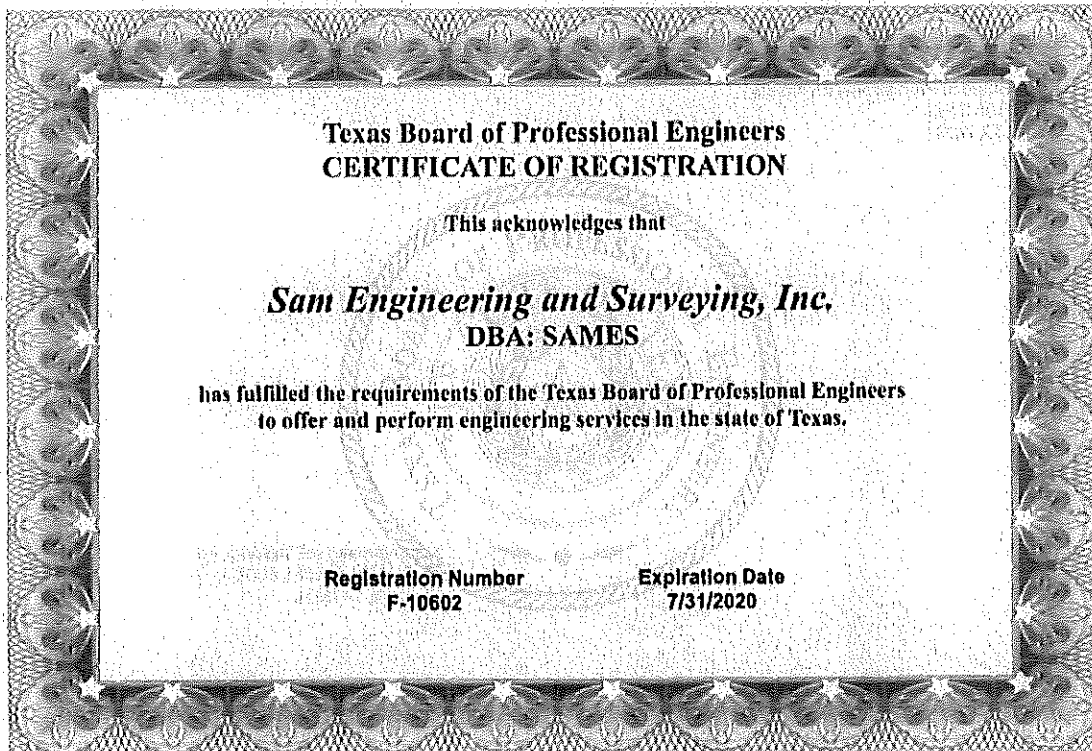 Texas Board of Professional Engineers
CERTIFICATE OF REGISTRATION
This acknowledges that
Sam Engineering and Surveying, Inc.
DBA: SAMES
has fulfilled the requirements of the Texas Board of Professional Engineers
to offer and perform engineering services in the state of Texas.
Registration Number
F-10602
Expiration Date
7/31/2020